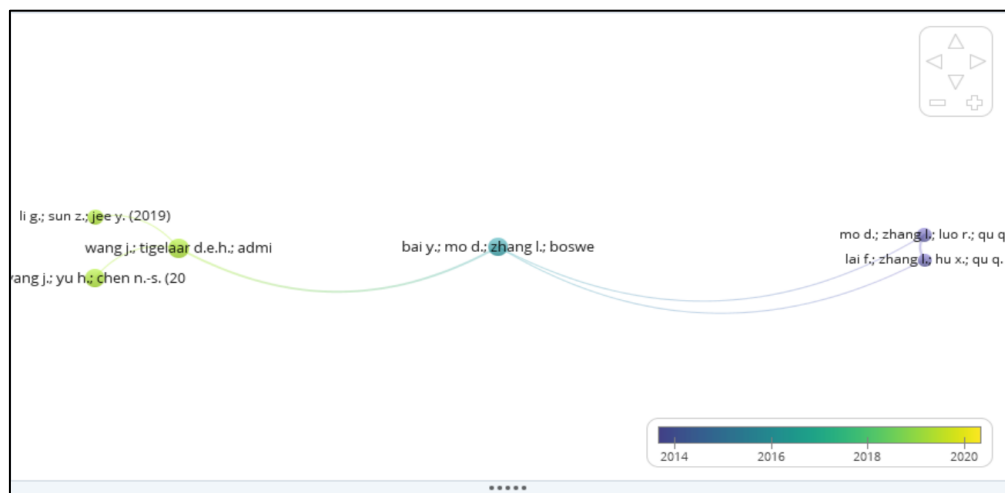 li g.; sun z.; jee y. (2019)
wang j.; tigelaar d.e.h.; admi
yang j.; yu h.; chen n.-s. (20
bai y.; mo d.; zhang l.; boswe
mo d.; zhang l.; luo r.; qu q
lai f.; zhang l.; hu x.; qu q.
2014 2016 2018 2020